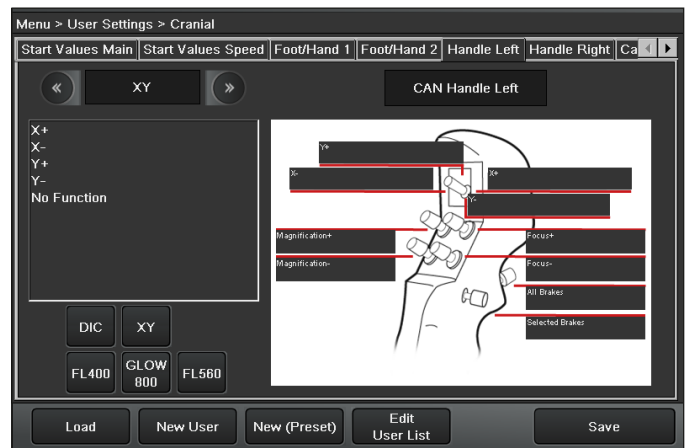 Menu > User Settings > Cranial
Start Values Main Start Values Speed Foot/Hand 1 Foot/Hand 2 Handle Left Handle Right Ca
XY
CAN Handle Left
X+
X-
Y+
Y-
No Function
Y+
X-
X+
Y-
Magnification+
Focus+
Magnification-
Focus-
All Brakes
Selected Brakes
DIC
XY
FL400
GLOW
800
FL560
Load
New User
New (Preset)
Edit
User List
Save